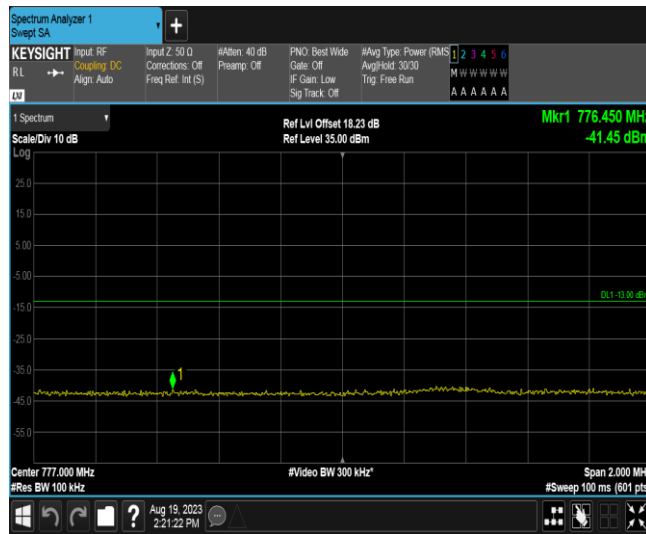 Spectrum Analyzer 1
Swept SA
+
KEYSIGHT
RL
LXI
Input: RF
Coupling: DC
Align: Auto
Input Z: 50 Ω
Corrections: Off
Freq Ref: Int (S)
#Atten: 40 dB
Preamp: Off
PNO: Best Wide
Gate: Off
IF Gain: Low
Sig Track: Off
#Avg Type: Power (RMS
Avg|Hold: 30/30
Trig: Free Run
1 2 3 4 5 6
M W W W W W
A A A A A A
1 Spectrum
Scale/Div 10 dB
Log
Ref Lvl Offset 18.23 dB
Ref Level 35.00 dBm
Mkr1 776.450 MHz
-41.45 dBm
25.0
15.0
5.00
-5.00
DL1 -13.00 dBm
-15.0
-25.0
-35.0
1
-45.0
-55.0
Center 777.000 MHz
#Res BW 100 kHz
#Video BW 300 kHz*
Span 2.000 MHz
#Sweep 100 ms (601 pts)
?
Aug 19, 2023
2:21:22 PM